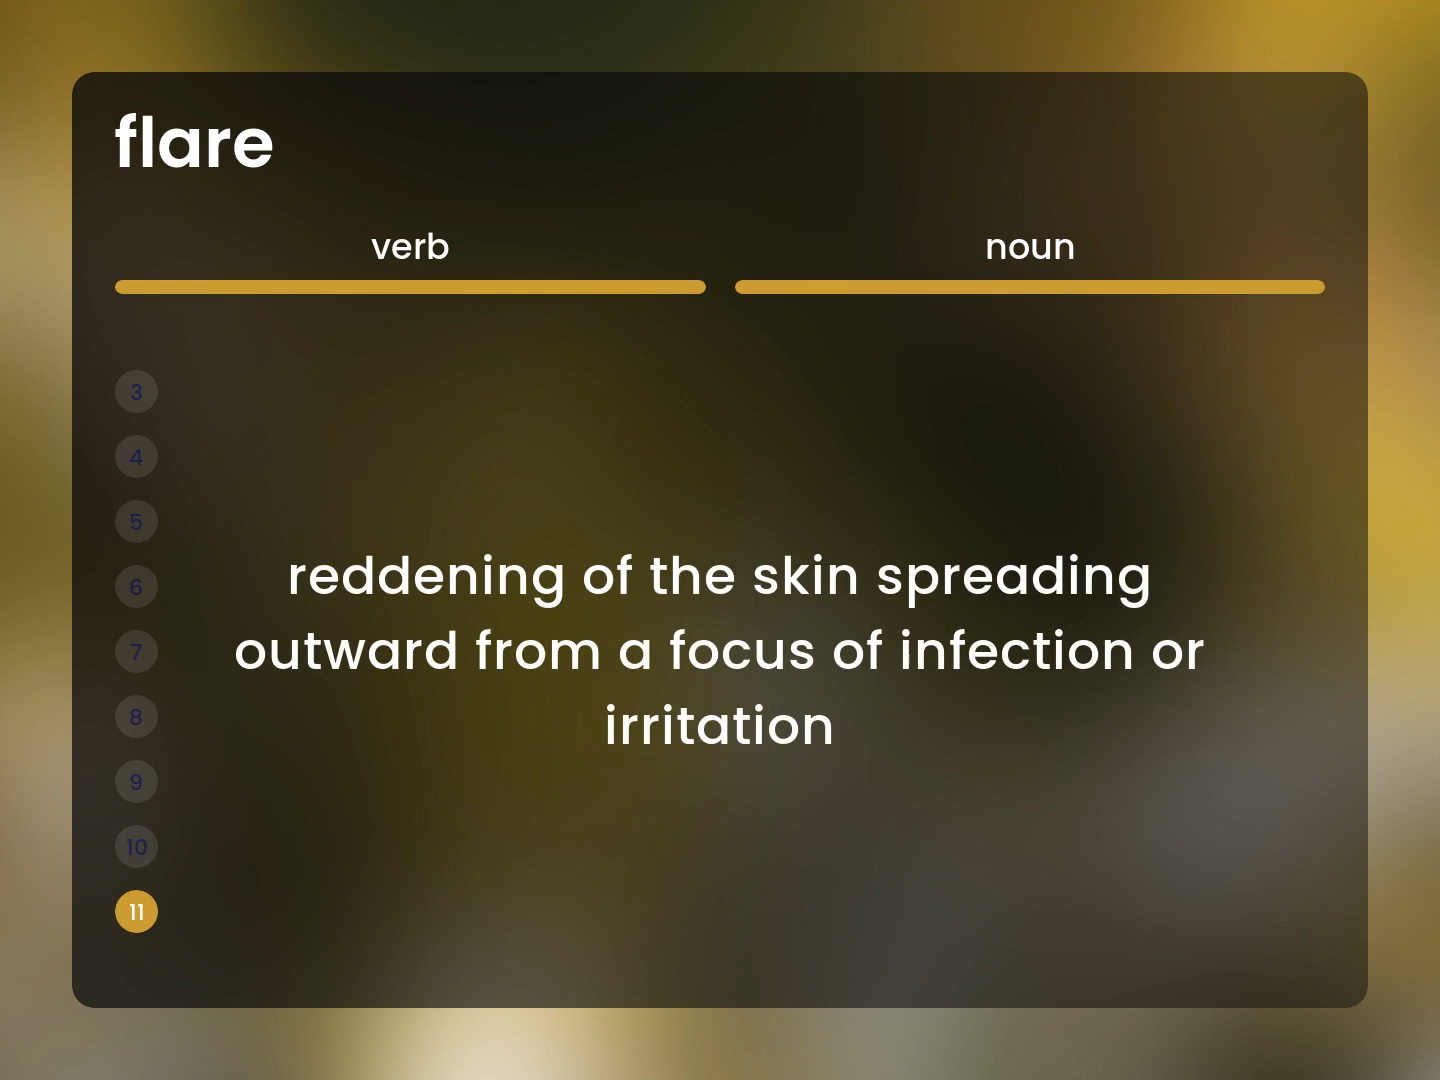 flare
verb
noun
3
4
5
6
7
8
9
10
11
reddening of the skin spreading
outward from a focus of infection or
irritation